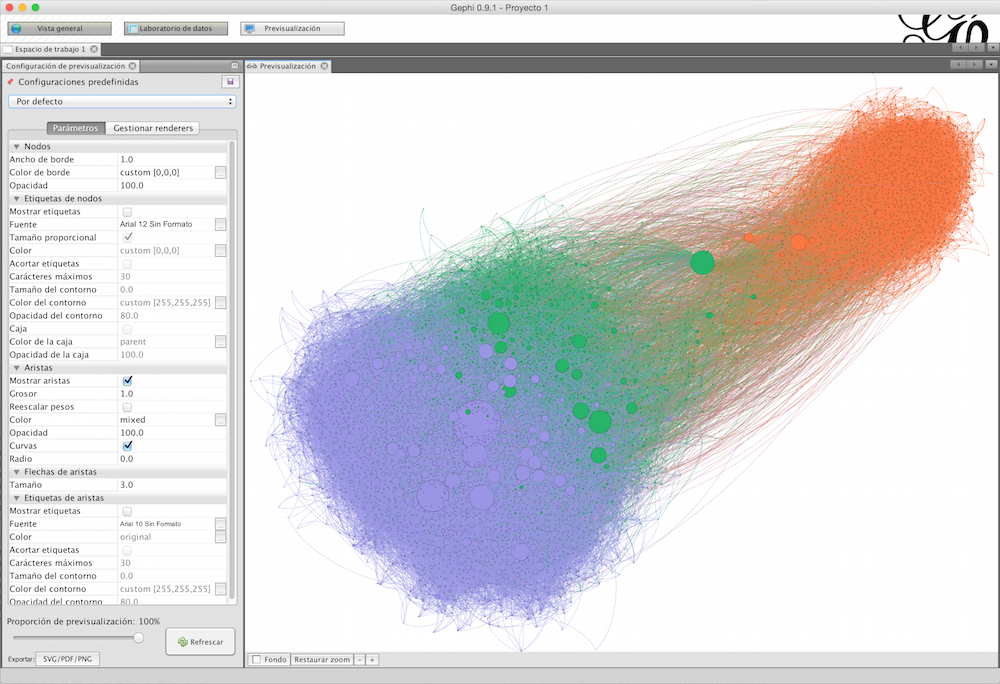 Gephi 0.9.1 - Proyecto 1
Vista general
Laboratorio de datos
Previsualización
Espacio de trabajo 1
Configuración de previsualización
Previsualización
Configuraciones predefinidas
Por defecto
Parámetros
Gestionar renderers
Nodos
Ancho de borde 1.0
Color de borde custom [0,0,0]
Opacidad 100.0
Etiquetas de nodos
Mostrar etiquetas
Fuente Arial 12 Sin Formato
Tamaño proporcional
Color custom [0,0,0]
Acortar etiquetas
Carácteres máximos 30
Tamaño del contorno 0.0
Color del contorno custom [255,255,255]
Opacidad del contorno 80.0
Caja
Color de la caja parent
Opacidad de la caja 100.0
Aristas
Mostrar aristas
Grosor 1.0
Reescalar pesos
Color mixed
Opacidad 100.0
Curvas
Radio 0.0
Flechas de aristas
Tamaño 3.0
Etiquetas de aristas
Mostrar etiquetas
Fuente Arial 10 Sin Formato
Color original
Acortar etiquetas
Carácteres máximos 30
Tamaño del contorno 0.0
Color del contorno custom [255,255,255]
Opacidad del contorno 80.0
Proporción de previsualización: 100%
Refrescar
Exportar: SVG/PDF/PNG
Fondo
Restaurar zoom
- +